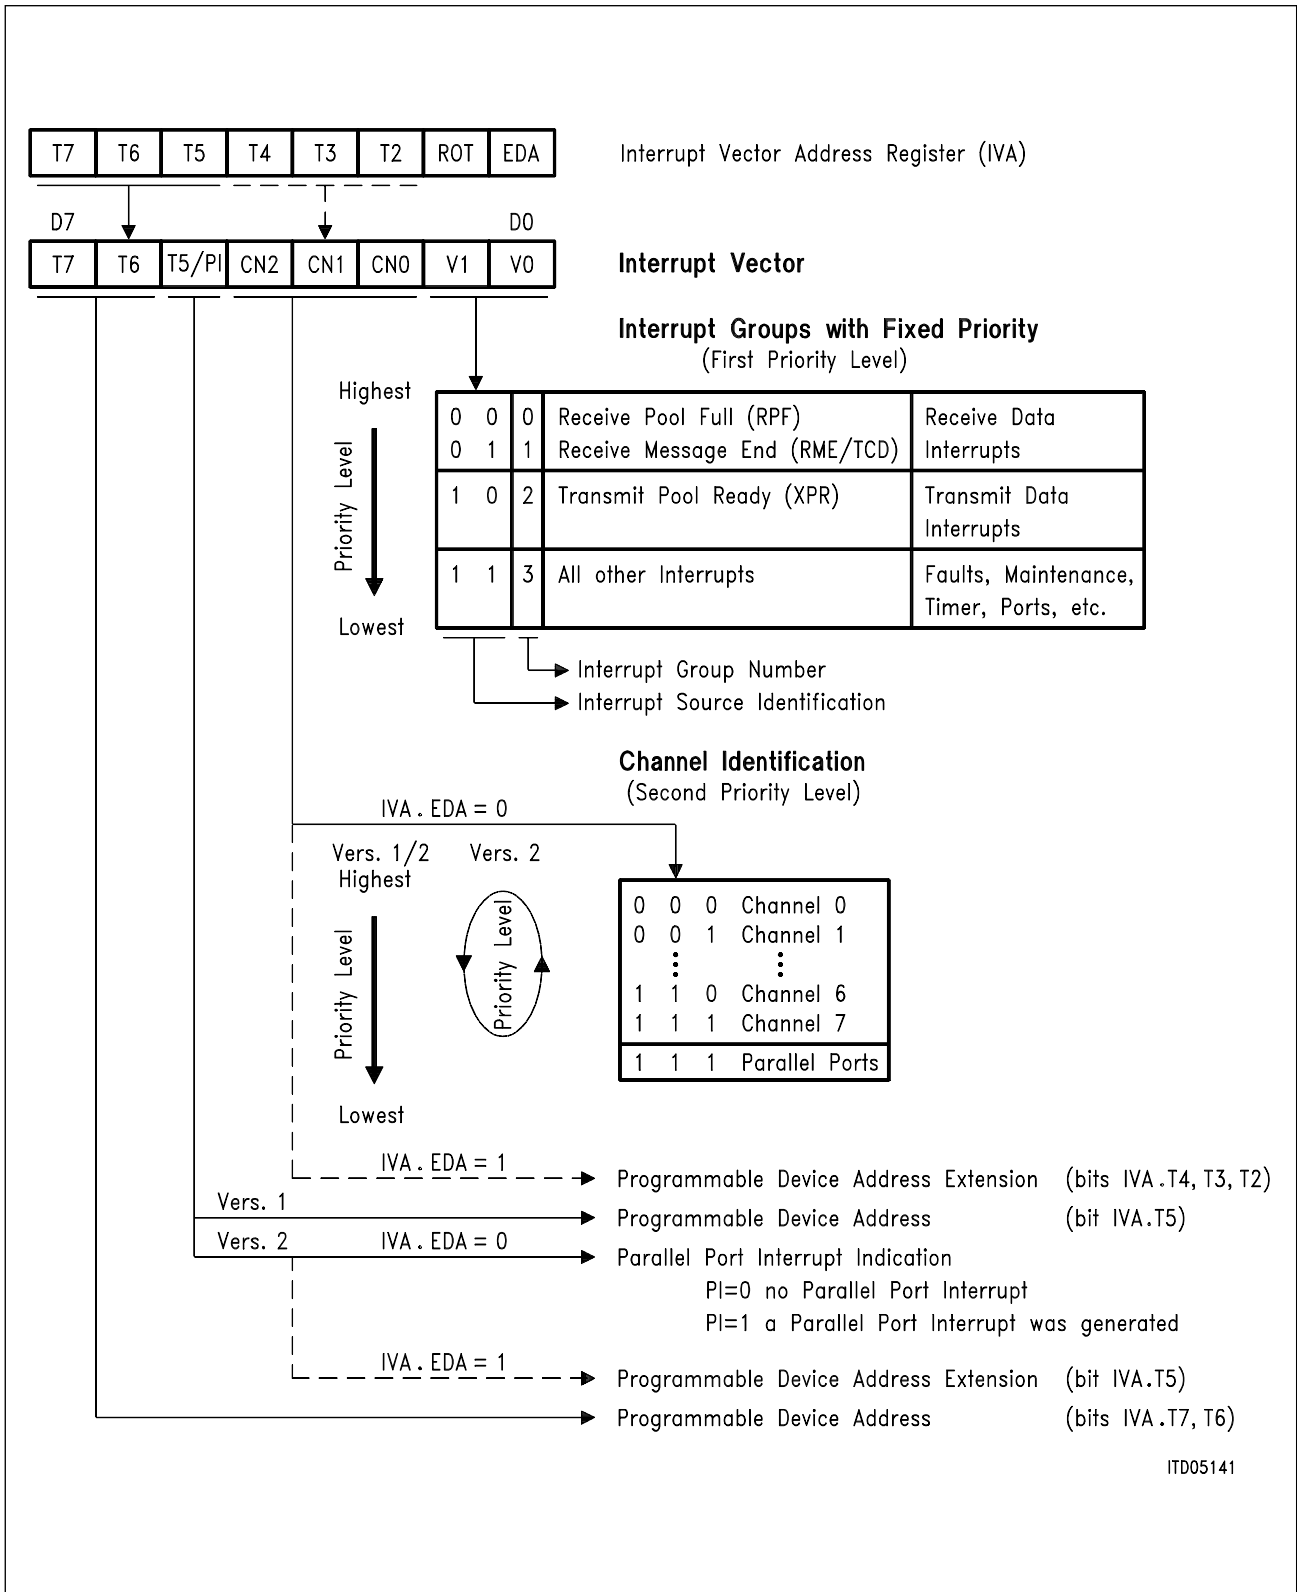 T7 T6 T5 T4 T3 T2 ROT EDA Interrupt Vector Address Register (IVA)
D7 D0
T7 T6 T5/PI CN2 CN1 CN0 V1 V0 Interrupt Vector
Interrupt Groups with Fixed Priority
(First Priority Level)
Highest
Priority Level
Lowest
0 0 0 Receive Pool Full (RPF) Receive Data
0 1 1 Receive Message End (RME/TCD) Interrupts
1 0 2 Transmit Pool Ready (XPR) Transmit Data
Interrupts
1 1 3 All other Interrupts Faults, Maintenance,
Timer, Ports, etc.
Interrupt Group Number
Interrupt Source Identification
Channel Identification
(Second Priority Level)
IVA.EDA = 0
Vers. 1/2 Vers. 2
Highest
Priority Level
Priority Level
Lowest
0 0 0 Channel 0
0 0 1 Channel 1
1 1 0 Channel 6
1 1 1 Channel 7
1 1 1 Parallel Ports
IVA.EDA = 1
Programmable Device Address Extension (bits IVA.T4, T3, T2)
Vers. 1
Programmable Device Address (bit IVA.T5)
Vers. 2 IVA.EDA = 0
Parallel Port Interrupt Indication
PI=0 no Parallel Port Interrupt
PI=1 a Parallel Port Interrupt was generated
IVA.EDA = 1
Programmable Device Address Extension (bit IVA.T5)
Programmable Device Address (bits IVA.T7, T6)
ITD05141